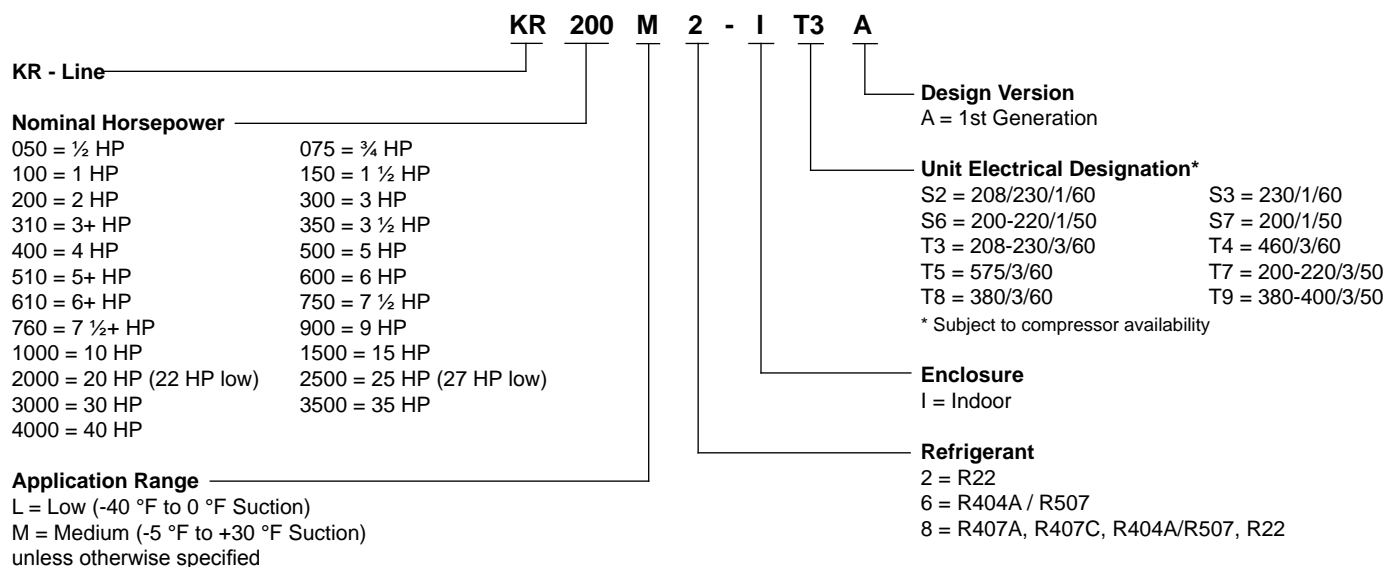 KR 200 M 2 - I T3 A
KR - Line
Nominal Horsepower
050 = ½ HP 075 = ¾ HP
100 = 1 HP 150 = 1 ½ HP
200 = 2 HP 300 = 3 HP
310 = 3+ HP 350 = 3 ½ HP
400 = 4 HP 500 = 5 HP
510 = 5+ HP 600 = 6 HP
610 = 6+ HP 750 = 7 ½ HP
760 = 7 ½+ HP 900 = 9 HP
1000 = 10 HP 1500 = 15 HP
2000 = 20 HP (22 HP low) 2500 = 25 HP (27 HP low)
3000 = 30 HP 3500 = 35 HP
4000 = 40 HP
Application Range
L = Low (-40 °F to 0 °F Suction)
M = Medium (-5 °F to +30 °F Suction)
unless otherwise specified
Design Version
A = 1st Generation
Unit Electrical Designation*
S2 = 208/230/1/60 S3 = 230/1/60
S6 = 200-220/1/50 S7 = 200/1/50
T3 = 208-230/3/60 T4 = 460/3/60
T5 = 575/3/60 T7 = 200-220/3/50
T8 = 380/3/60 T9 = 380-400/3/50
* Subject to compressor availability
Enclosure
I = Indoor
Refrigerant
2 = R22
6 = R404A / R507
8 = R407A, R407C, R404A/R507, R22